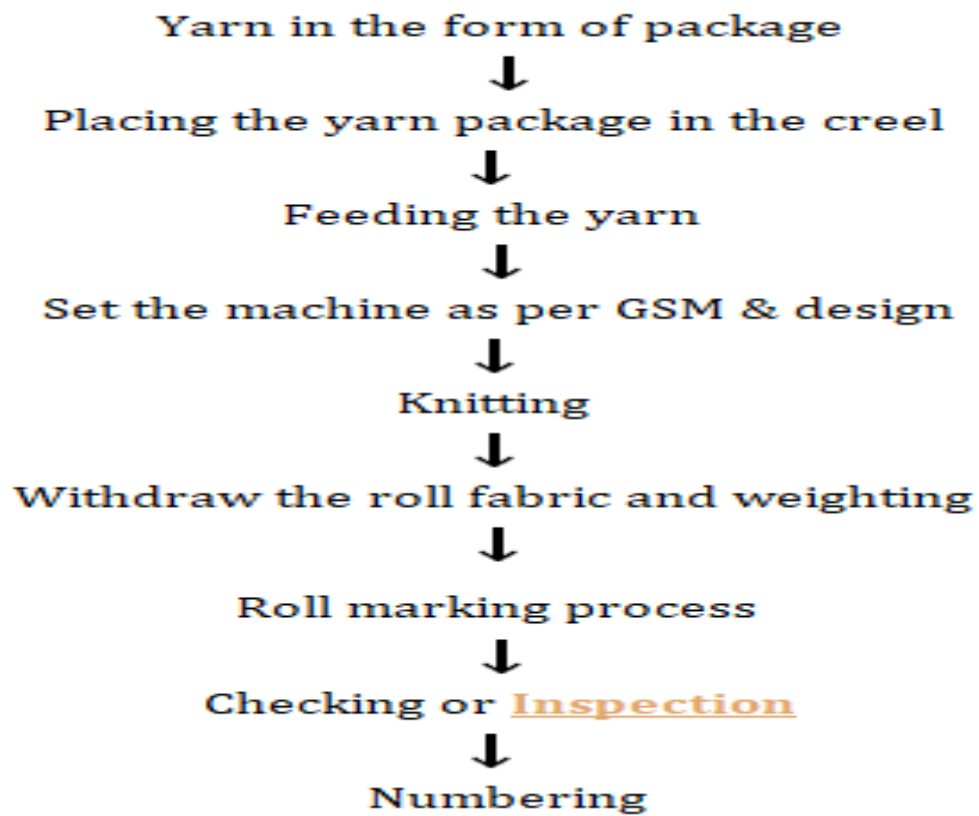 Yarn in the form of package
Placing the yarn package in the creel
Feeding the yarn
Set the machine as per GSM & design
Knitting
Withdraw the roll fabric and weighting
Roll marking process
Checking or Inspection
Numbering